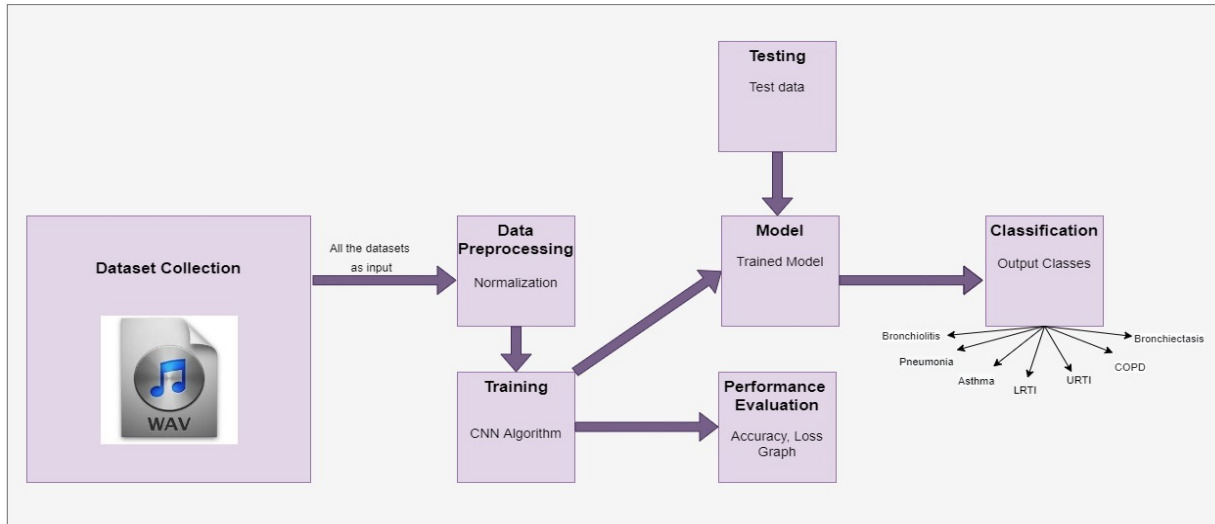 Testing
Test data
Dataset Collection
WAV
All the datasets
as input
Data
Preprocessing
Normalization
Model
Trained Model
Classification
Output Classes
Bronchiolitis
Pneumonia
Asthma
LRTI
URTI
COPD
Bronchiectasis
Training
CNN Algorithm
Performance
Evaluation
Accuracy, Loss
Graph